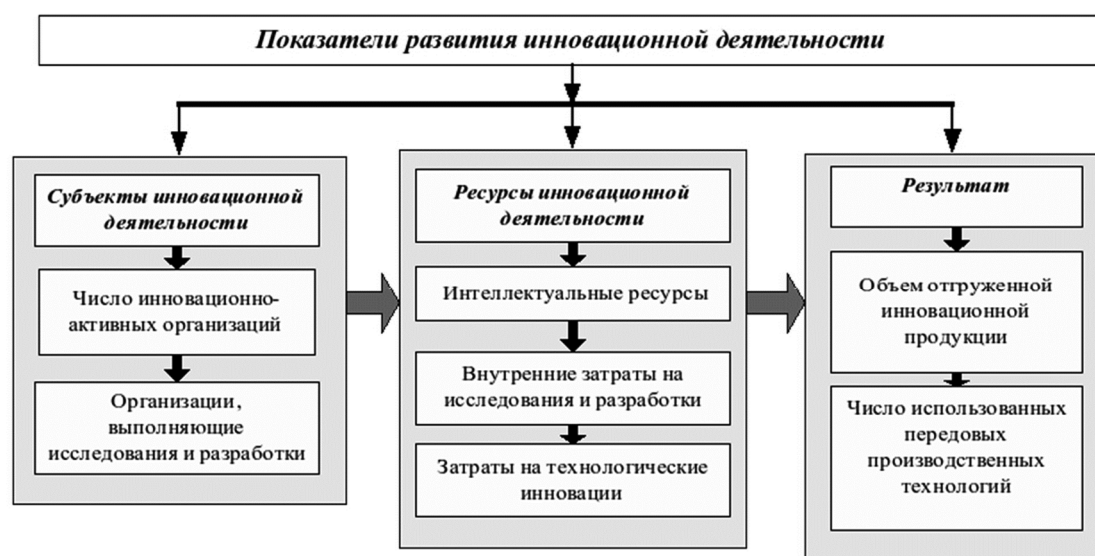 Показатели развития инновационной деятельности
Субъекты инновационной
деятельности
Число инновационно-
активных организаций
Организации,
выполняющие
исследования и разработки
Ресурсы инновационной
деятельности
Интеллектуальные ресурсы
Внутренние затраты на
исследования и разработки
Затраты на технологические
инновации
Результат
Объем отгруженной
инновационной
продукции
Число использованных
передовых
производственных
технологий